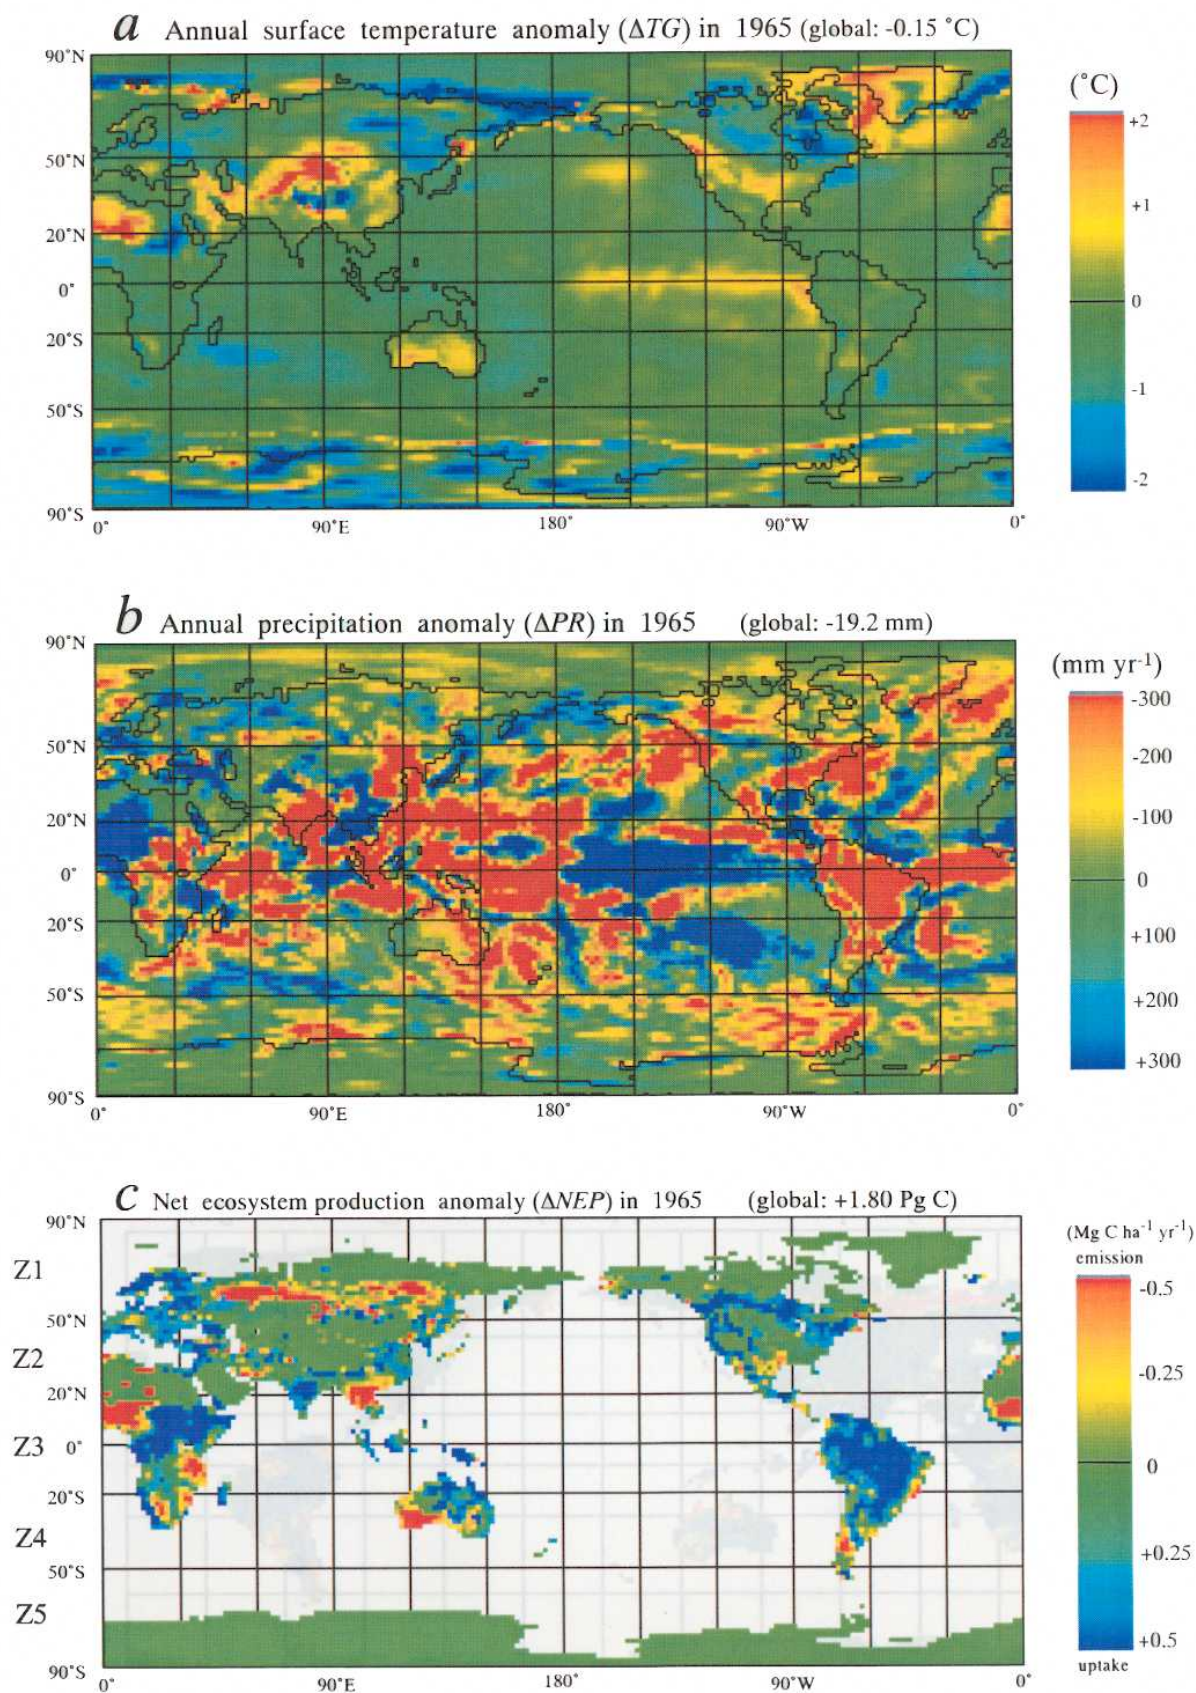 a Annual surface temperature anomaly (ΔTG) in 1965 (global: -0.15 ˚C)
90˚N
50˚N
20˚N
0˚
20˚S
50˚S
90˚S
0˚ 90˚E 180˚ 90˚W 0˚
(˚C)
+2
+1
0
-1
-2
b Annual precipitation anomaly (ΔPR) in 1965 (global: -19.2 mm)
90˚N
50˚N
20˚N
0˚
20˚S
50˚S
90˚S
0˚ 90˚E 180˚ 90˚W 0˚
(mm yr-1)
-300
-200
-100
0
+100
+200
+300
c Net ecosystem production anomaly (ΔNEP) in 1965 (global: +1.80 Pg C)
90˚N
Z1
50˚N
Z2
20˚N
Z3 0˚
20˚S
Z4
50˚S
Z5
90˚S
0˚ 90˚E 180˚ 90˚W 0˚
(Mg C ha-1 yr-1)
emission
-0.5
-0.25
0
+0.25
+0.5
uptake